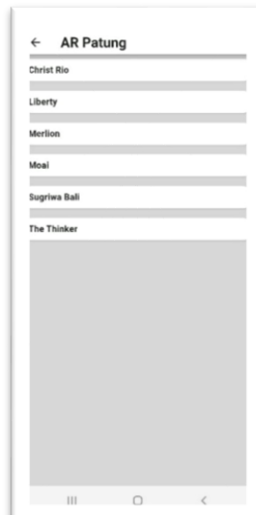 AR Patung
Christ Rio
Liberty
Merlion
Moai
Sugriwa Bali
The Thinker